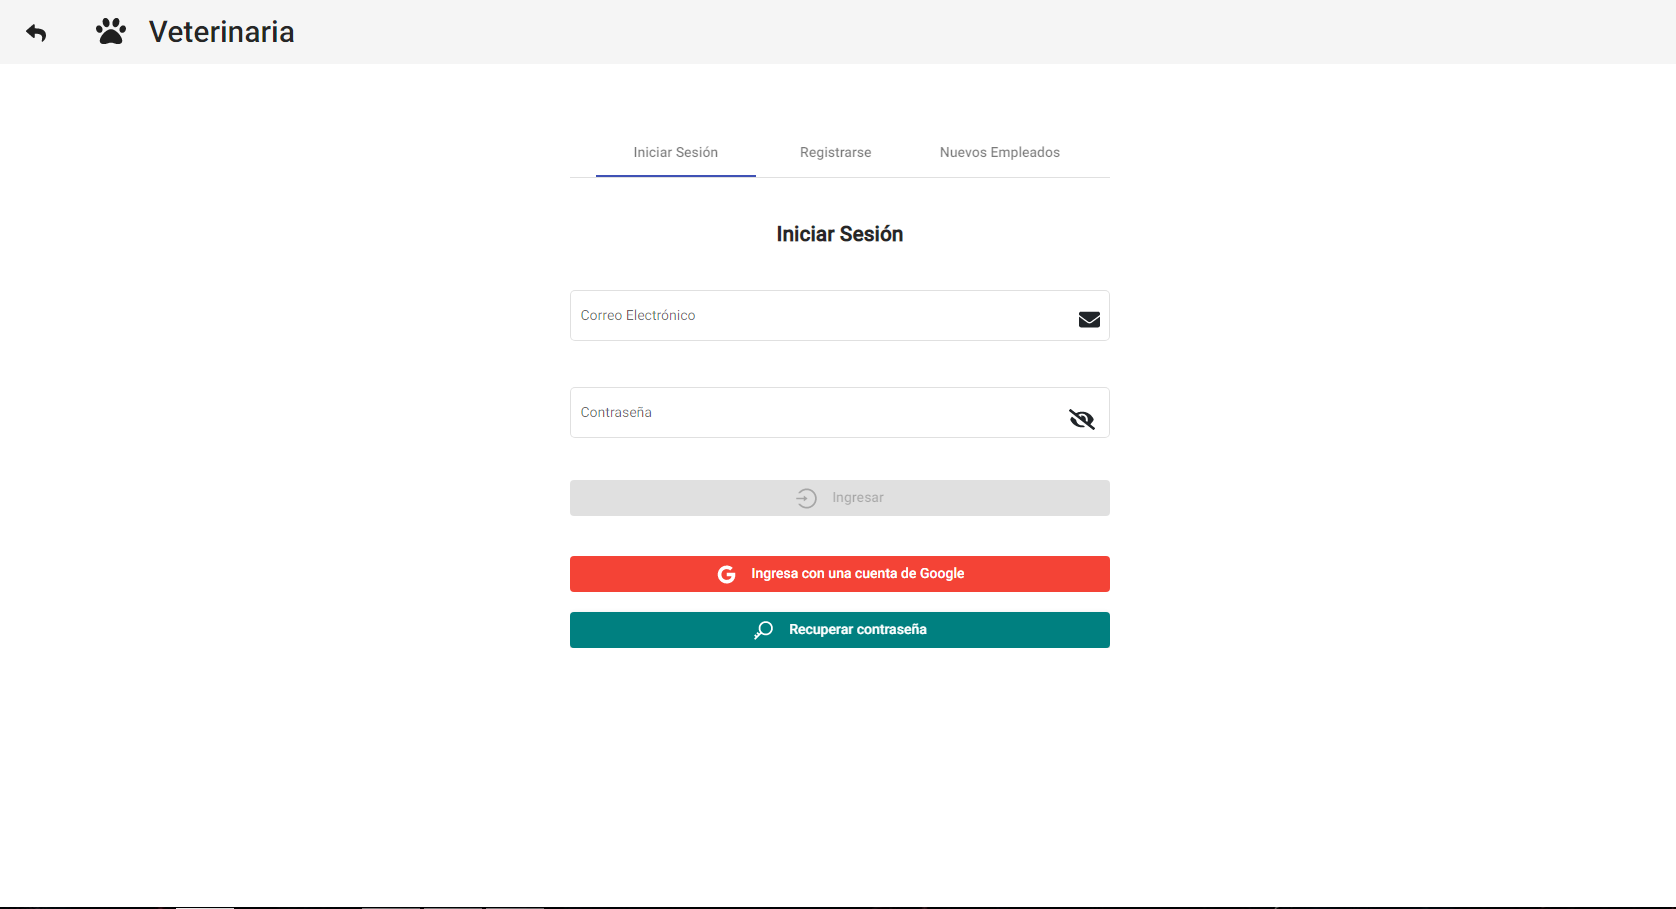 Veterinaria
Iniciar Sesión Registrarse Nuevos Empleados
Iniciar Sesión
Correo Electrónico
Contraseña
Ingresar
Ingresa con una cuenta de Google
Recuperar contraseña